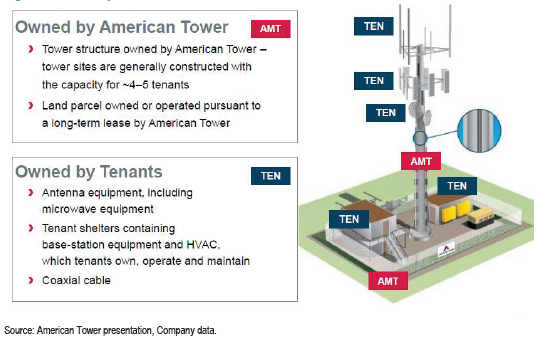 Owned by American Tower
AMT
Tower structure owned by American Tower –
tower sites are generally constructed with
the capacity for ~4–5 tenants
Land parcel owned or operated pursuant to
a long-term lease by American Tower
Owned by Tenants
TEN
Antenna equipment, including
microwave equipment
Tenant shelters containing
base-station equipment and HVAC,
which tenants own, operate and maintain
Coaxial cable
TEN
TEN
TEN
AMT
TEN
TEN
AMT
Source: American Tower presentation, Company data.